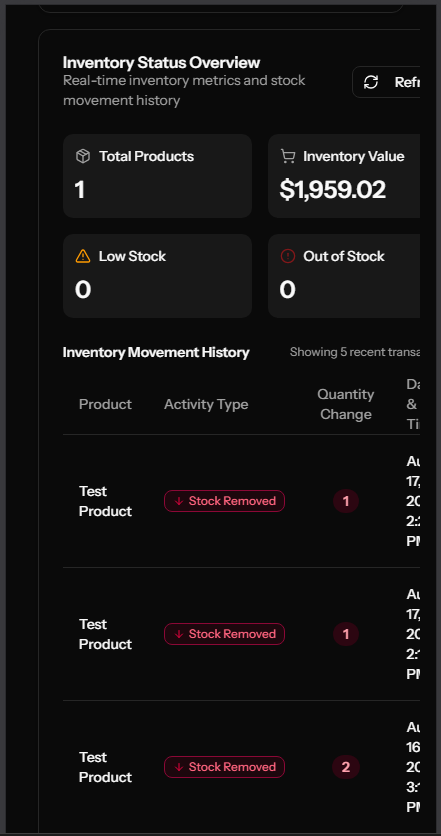 Inventory Status Overview
Real-time inventory metrics and stock
movement history
Refr
Total Products
1
Inventory Value
$1,959.02
Low Stock
0
Out of Stock
0
Inventory Movement History
Showing 5 recent transa
Product
Activity Type
Quantity
Change
Da
&
Ti
Test
Product
Stock Removed
1
Au
17,
20
2:
PM
Test
Product
Stock Removed
1
Au
17,
20
2:1
PM
Test
Product
Stock Removed
2
Au
16
20
3:1
PM